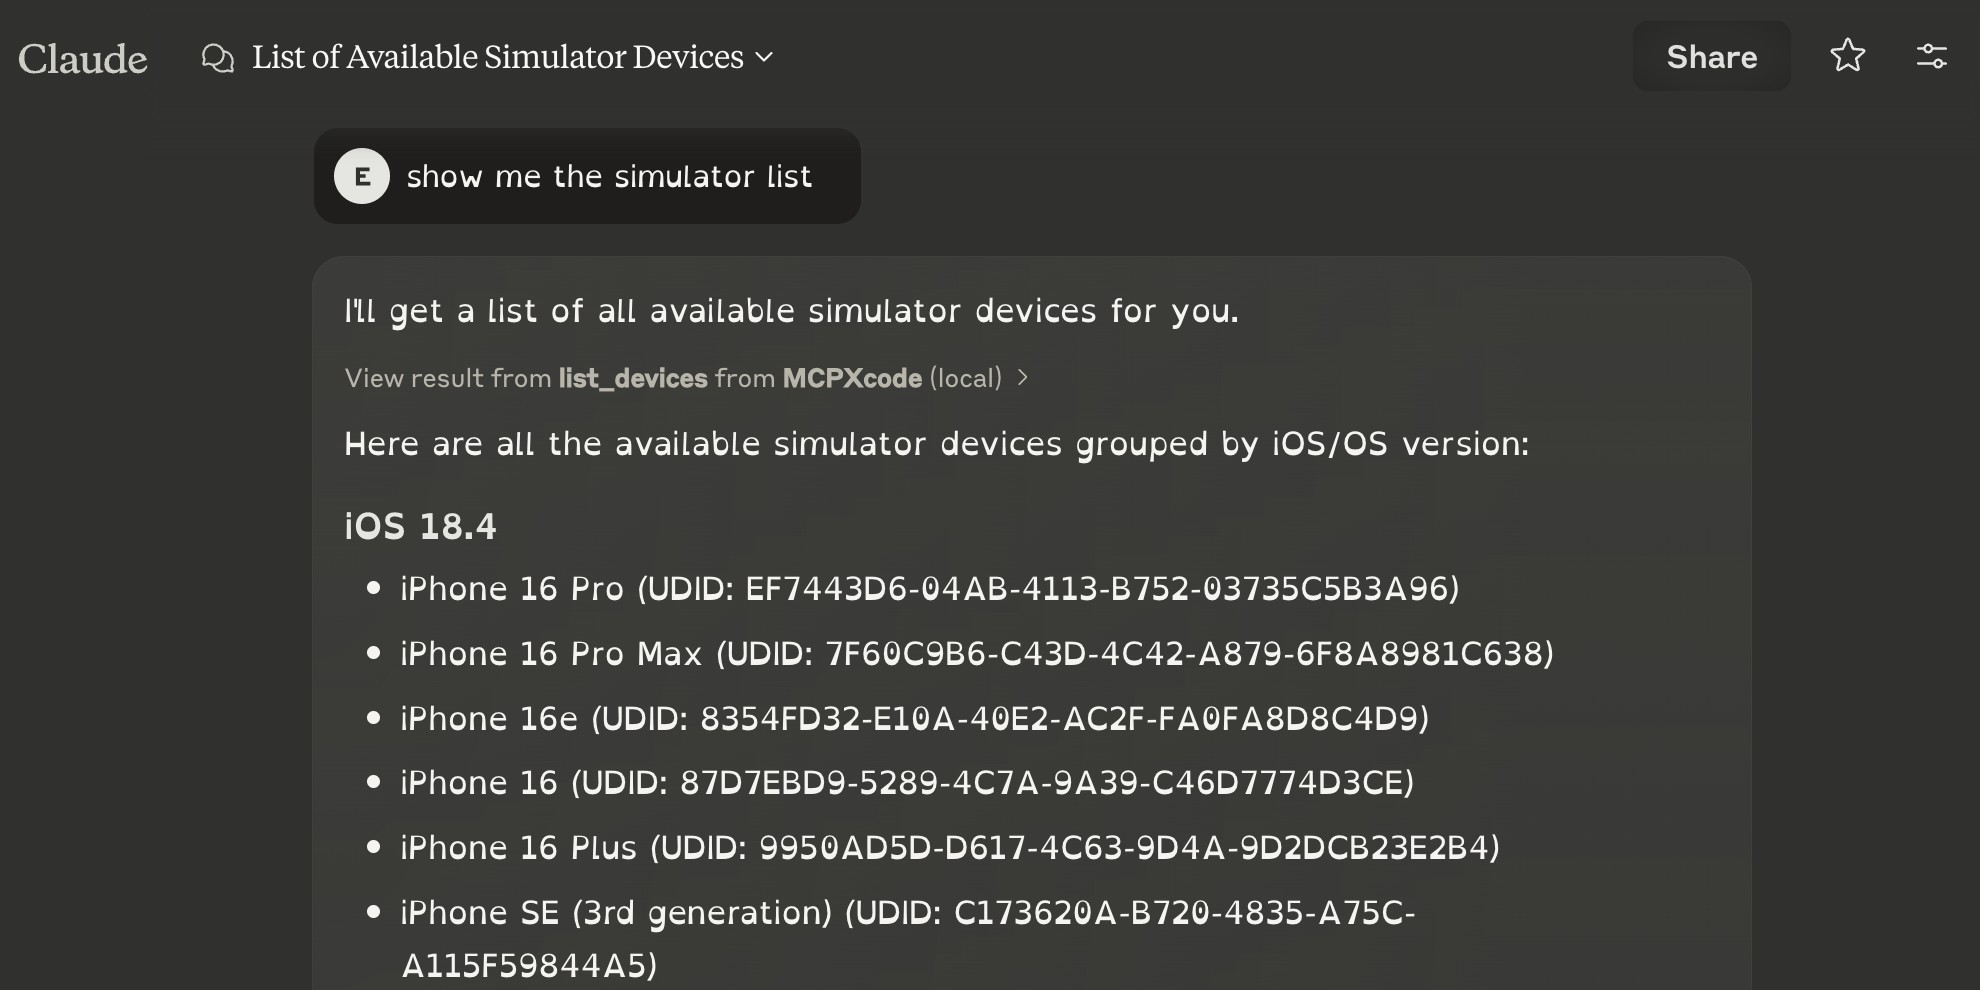 Claude
List of Available Simulator Devices
Share
E
show me the simulator list
I'll get a list of all available simulator devices for you.
View result from list_devices from MCPXcode (local)
Here are all the available simulator devices grouped by iOS/OS version:
iOS 18.4
• iPhone 16 Pro (UDID: EF7443D6-04AB-4113-B752-03735C5B3A96)
• iPhone 16 Pro Max (UDID: 7F60C9B6-C43D-4C42-A879-6F8A8981C638)
• iPhone 16e (UDID: 8354FD32-E10A-40E2-AC2F-FA0FA8D8C4D9)
• iPhone 16 (UDID: 87D7EBD9-5289-4C7A-9A39-C46D7774D3CE)
• iPhone 16 Plus (UDID: 9950AD5D-D617-4C63-9D4A-9D2DCB23E2B4)
• iPhone SE (3rd generation) (UDID: C173620A-B720-4835-A75C-
A115F59844A5)